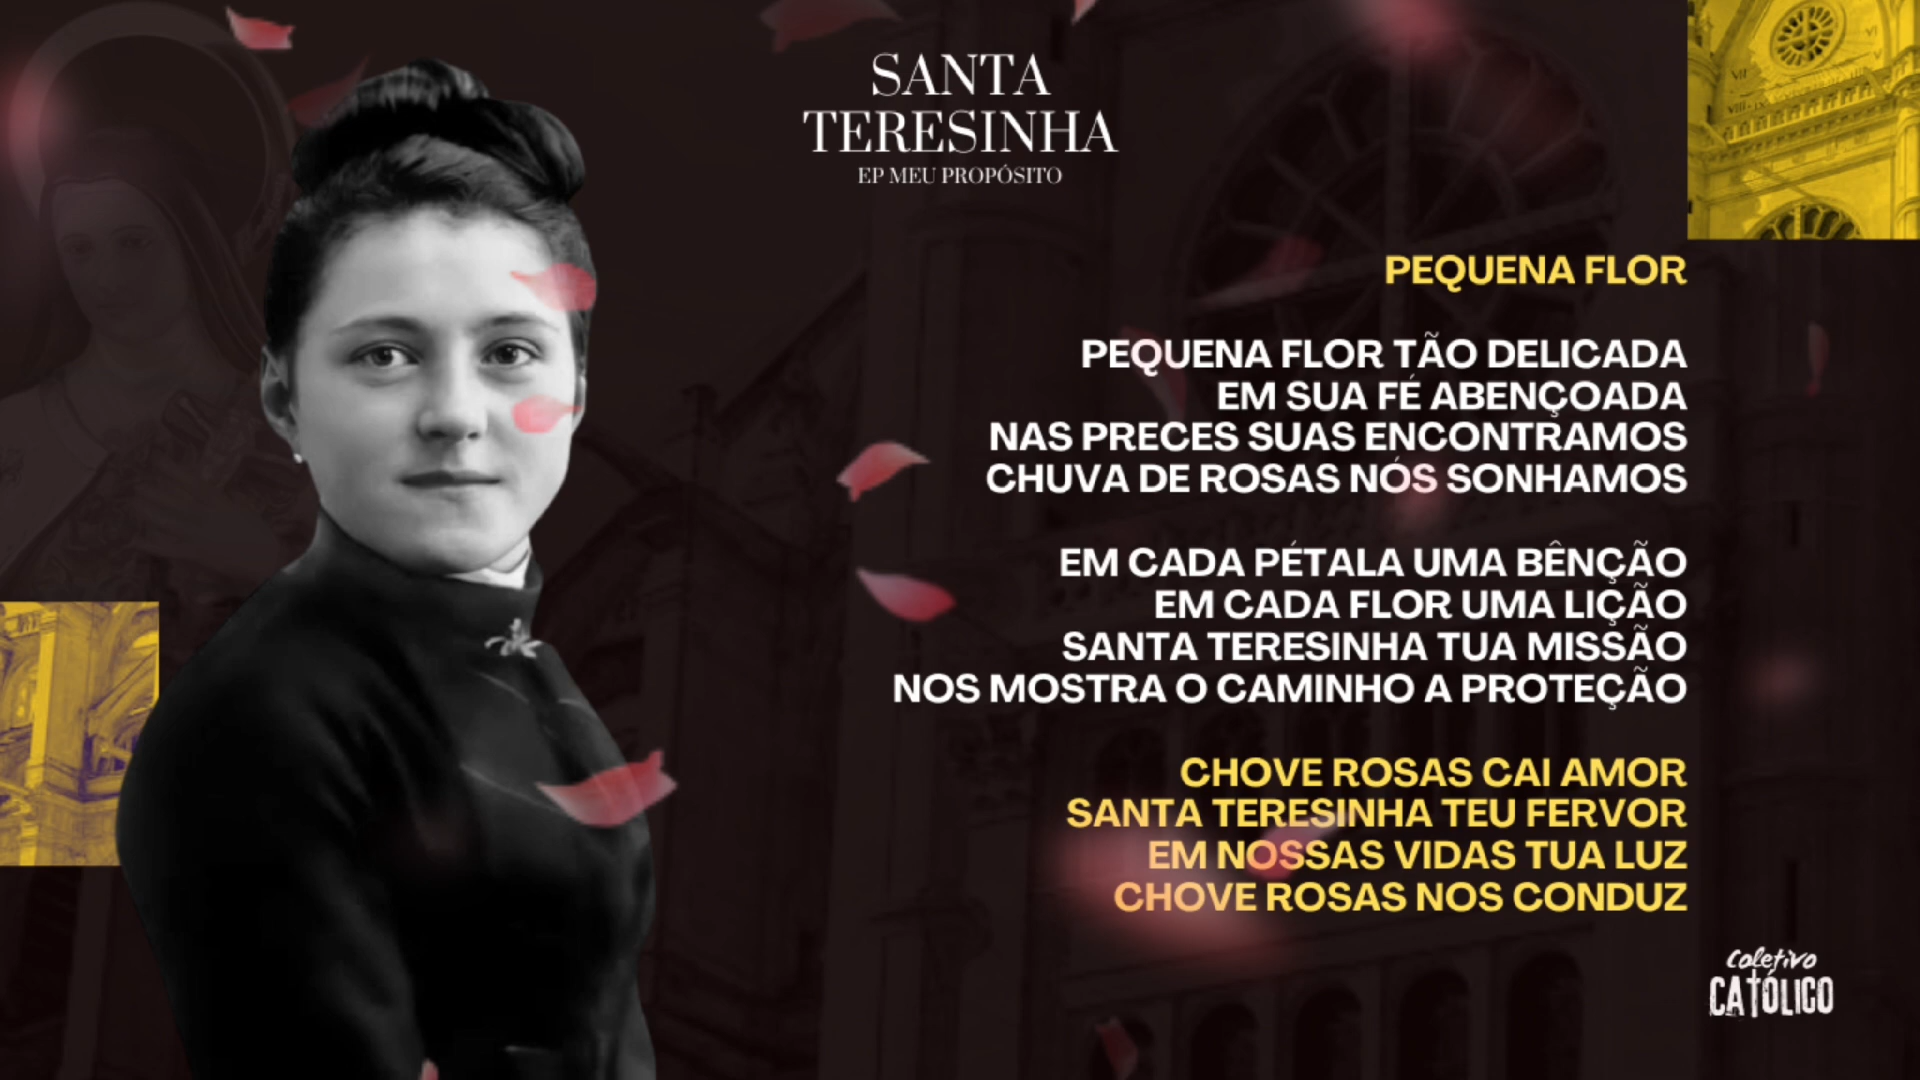 SANTA
TERESINHA
EP MEU PROPÓSITO
PEQUENA FLOR
PEQUENA FLOR TÃO DELICADA
EM SUA FÉ ABENÇOADA
NAS PRECES SUAS ENCONTRAMOS
CHUVA DE ROSAS NÓS SONHAMOS
EM CADA PÉTALA UMA BÊNÇÃO
EM CADA FLOR UMA LIÇÃO
SANTA TERESINHA TUA MISSÃO
NOS MOSTRA O CAMINHO A PROTEÇÃO
CHOVE ROSAS CAI AMOR
SANTA TERESINHA TEU FERVOR
EM NOSSAS VIDAS TUA LUZ
CHOVE ROSAS NOS CONDUZ
Coletivo
CATÓLICO